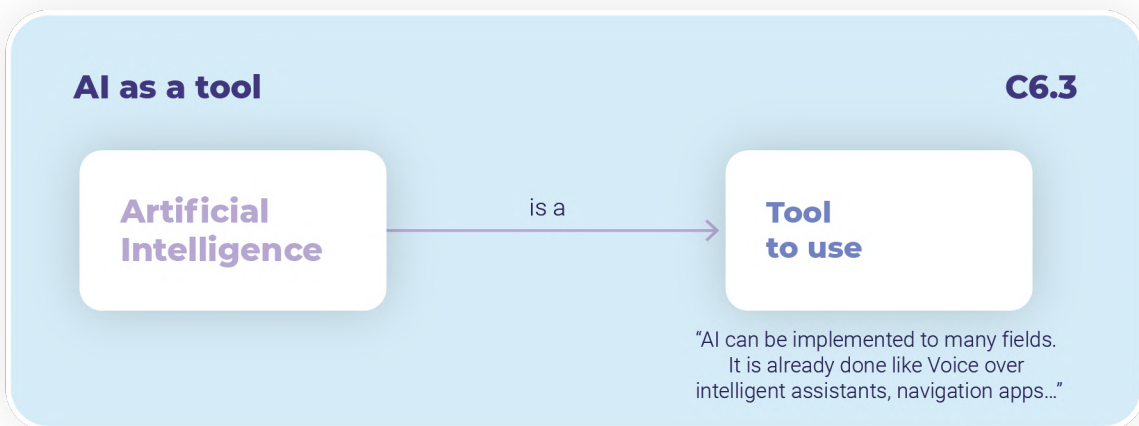 AI as a tool
C6.3
Artificial
Intelligence
is a
Tool
to use
“AI can be implemented to many fields.
It is already done like Voice over
intelligent assistants, navigation apps...”